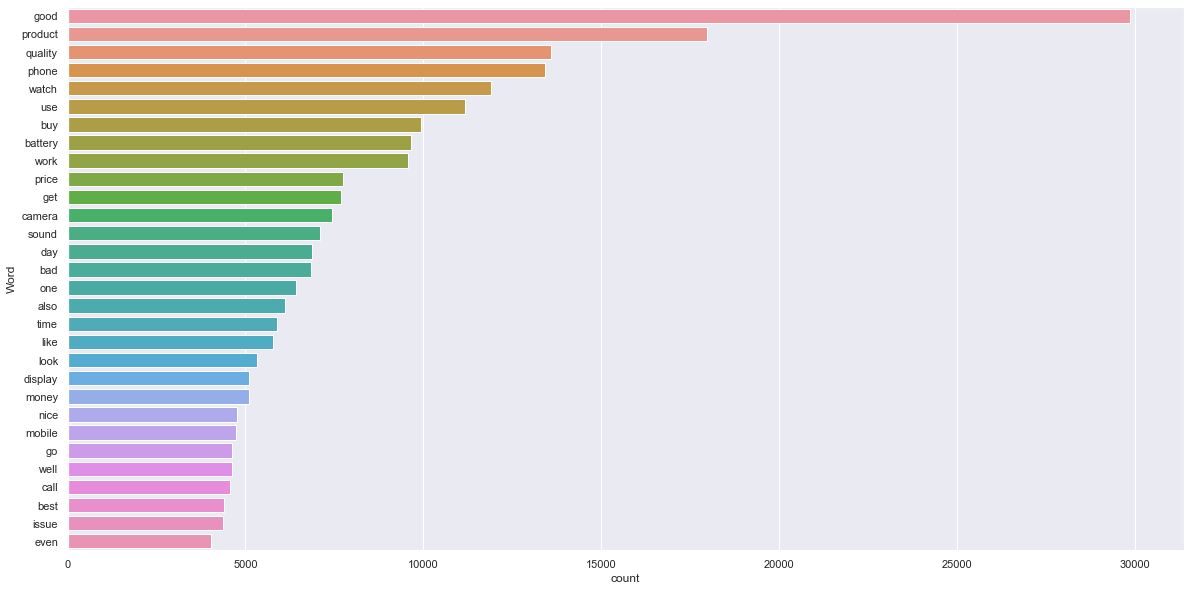 good
product
quality
phone
watch
use
buy
battery
work
price
get
camera
sound
day
bad
one
also
time
like
look
display
money
nice
mobile
go
well
call
best
issue
even
Word
0 5000 10000 15000 20000 25000 30000
count